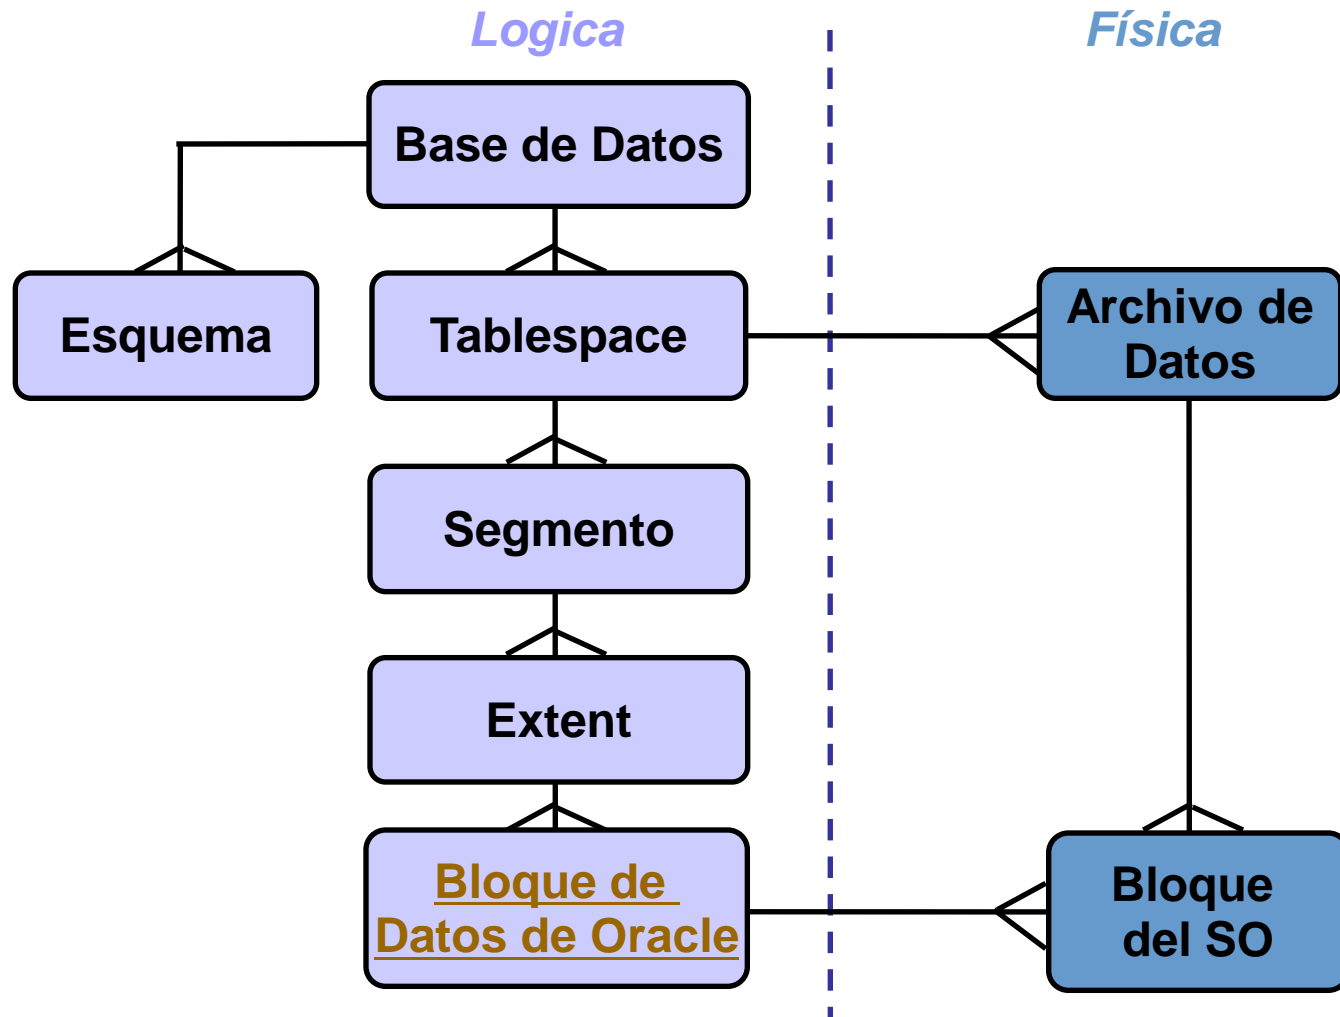 Logica
Física
Base de Datos
Esquema
Tablespace
Archivo de
Datos
Segmento
Extent
Bloque de
Datos de Oracle
Bloque
del SO